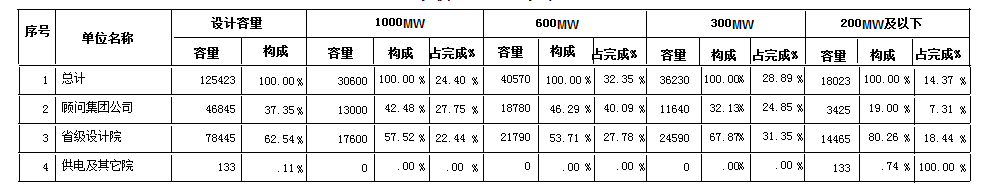 序号 单位名称 设计容量 1000MW 600MW 300MW 200MW及以下
容量 构成 容量 构成 占完成% 容量 构成 占完成% 容量 构成 占完成% 容量 构成 占完成%
1 总计 125423 100.00% 30600 100.00% 24.40% 40570 100.00% 32.35% 36230 100.00% 28.89% 18023 100.00% 14.37%
2 顾问集团公司 46845 37.35% 13000 42.48% 27.75% 18780 46.29% 40.09% 11640 32.13% 24.85% 3425 19.00% 7.31%
3 省级设计院 78445 62.54% 17600 57.52% 22.44% 21790 53.71% 27.78% 24590 67.87% 31.35% 14465 80.26% 18.44%
4 供电及其它院 133 .11% 0 .00% .00% 0 .00% .00% 0 .00% .00% 133 .74% 100.00%